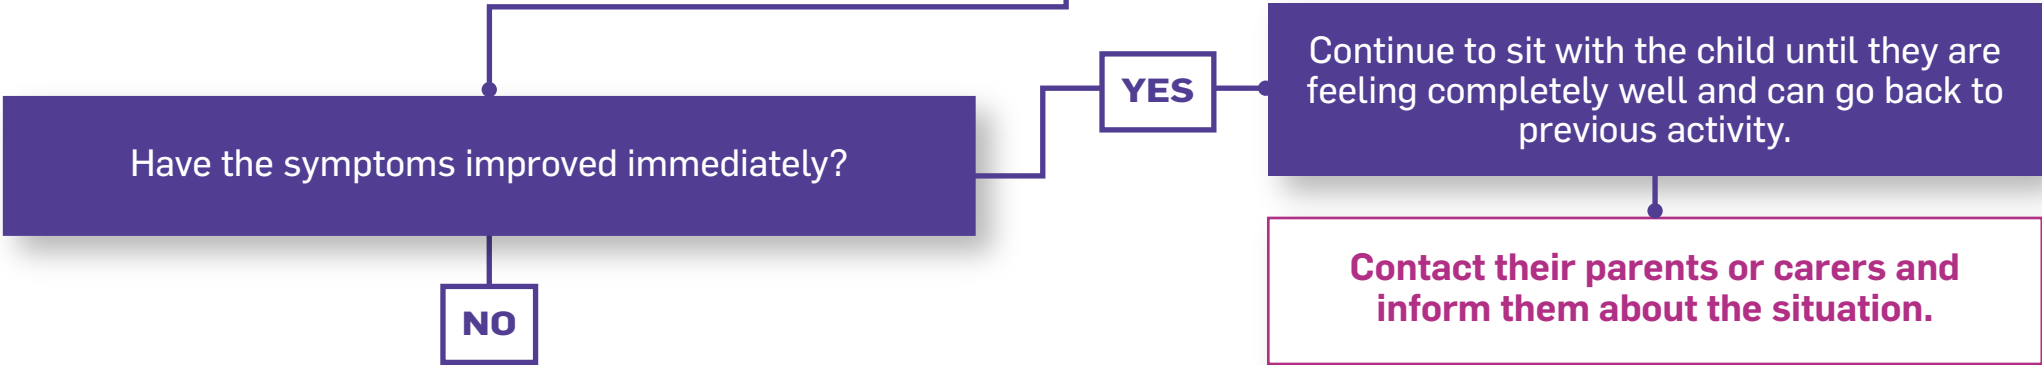 Have the symptoms improved immediately?
YES
Continue to sit with the child until they are
feeling completely well and can go back to
previous activity.
Contact their parents or carers and
inform them about the situation.
NO